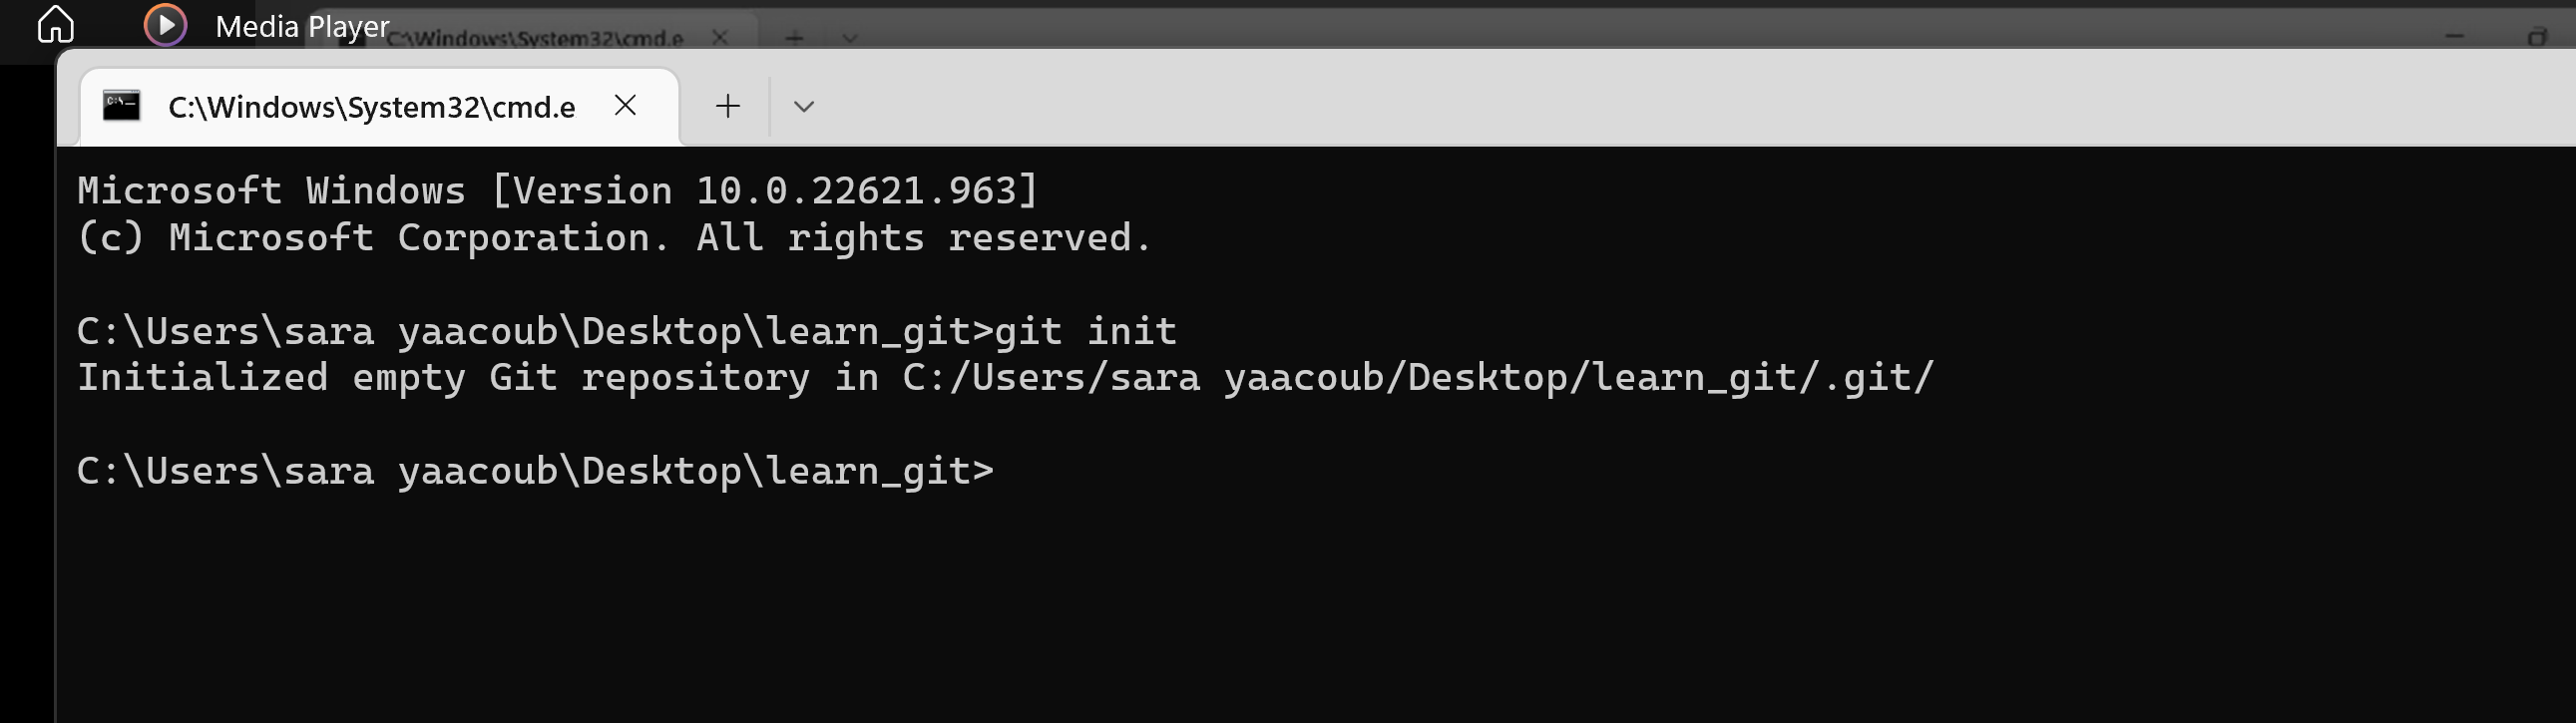 Media Player
C:\Windows\System32\cmd.e
C:\Windows\System32\cmd.e
Microsoft Windows [Version 10.0.22621.963]
(c) Microsoft Corporation. All rights reserved.
C:\Users\sara yaacoub\Desktop\learn_git>git init
Initialized empty Git repository in C:/Users/sara yaacoub/Desktop/learn_git/.git/
C:\Users\sara yaacoub\Desktop\learn_git>